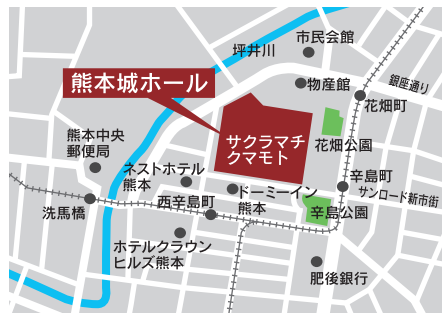 市民会館
坪井川
熊本城ホール
物産館
銀座通り
花畑町
サクラマチ
クマモト
花畑公園
熊本中央
郵便局
ネストホテル
熊本
ドーミーイン
熊本
辛島町
サンロード新市街
洗馬橋
西辛島町
辛島公園
ホテルクラウン
ヒルズ熊本
肥後銀行